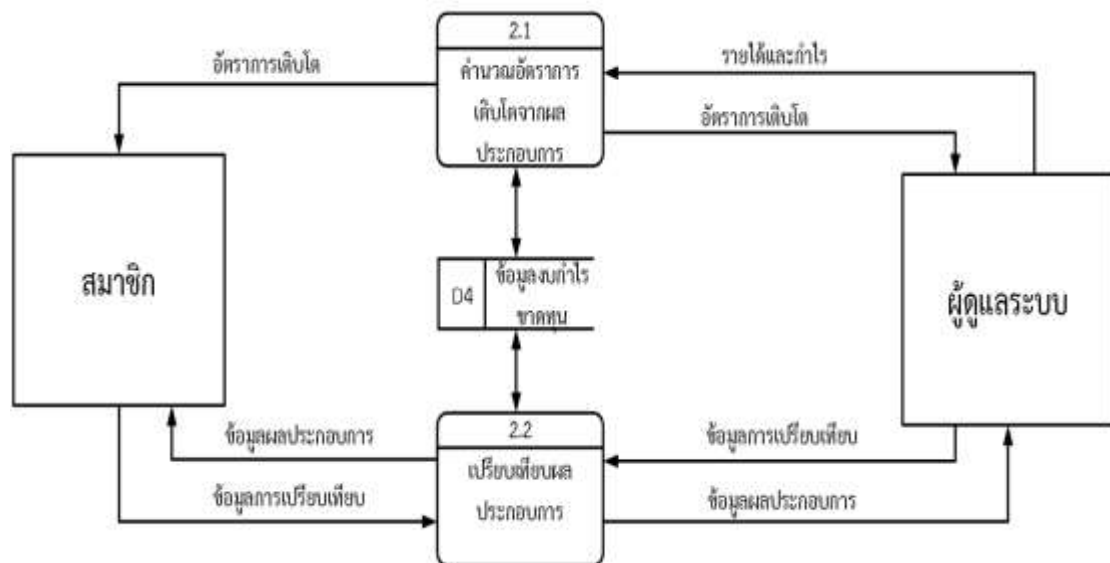 2.1
คำนวณอัตราการ
เติบโตจากผล
ประกอบการ
อัตราการเติบโต
รายได้และกำไร
อัตราการเติบโต
สมาชิก
D4
ข้อมูลงบกำไร
ขาดทุน
ผู้ดูแลระบบ
2.2
เปรียบเทียบผล
ประกอบการ
ข้อมูลผลประกอบการ
ข้อมูลการเปรียบเทียบ
ข้อมูลการเปรียบเทียบ
ข้อมูลผลประกอบการ